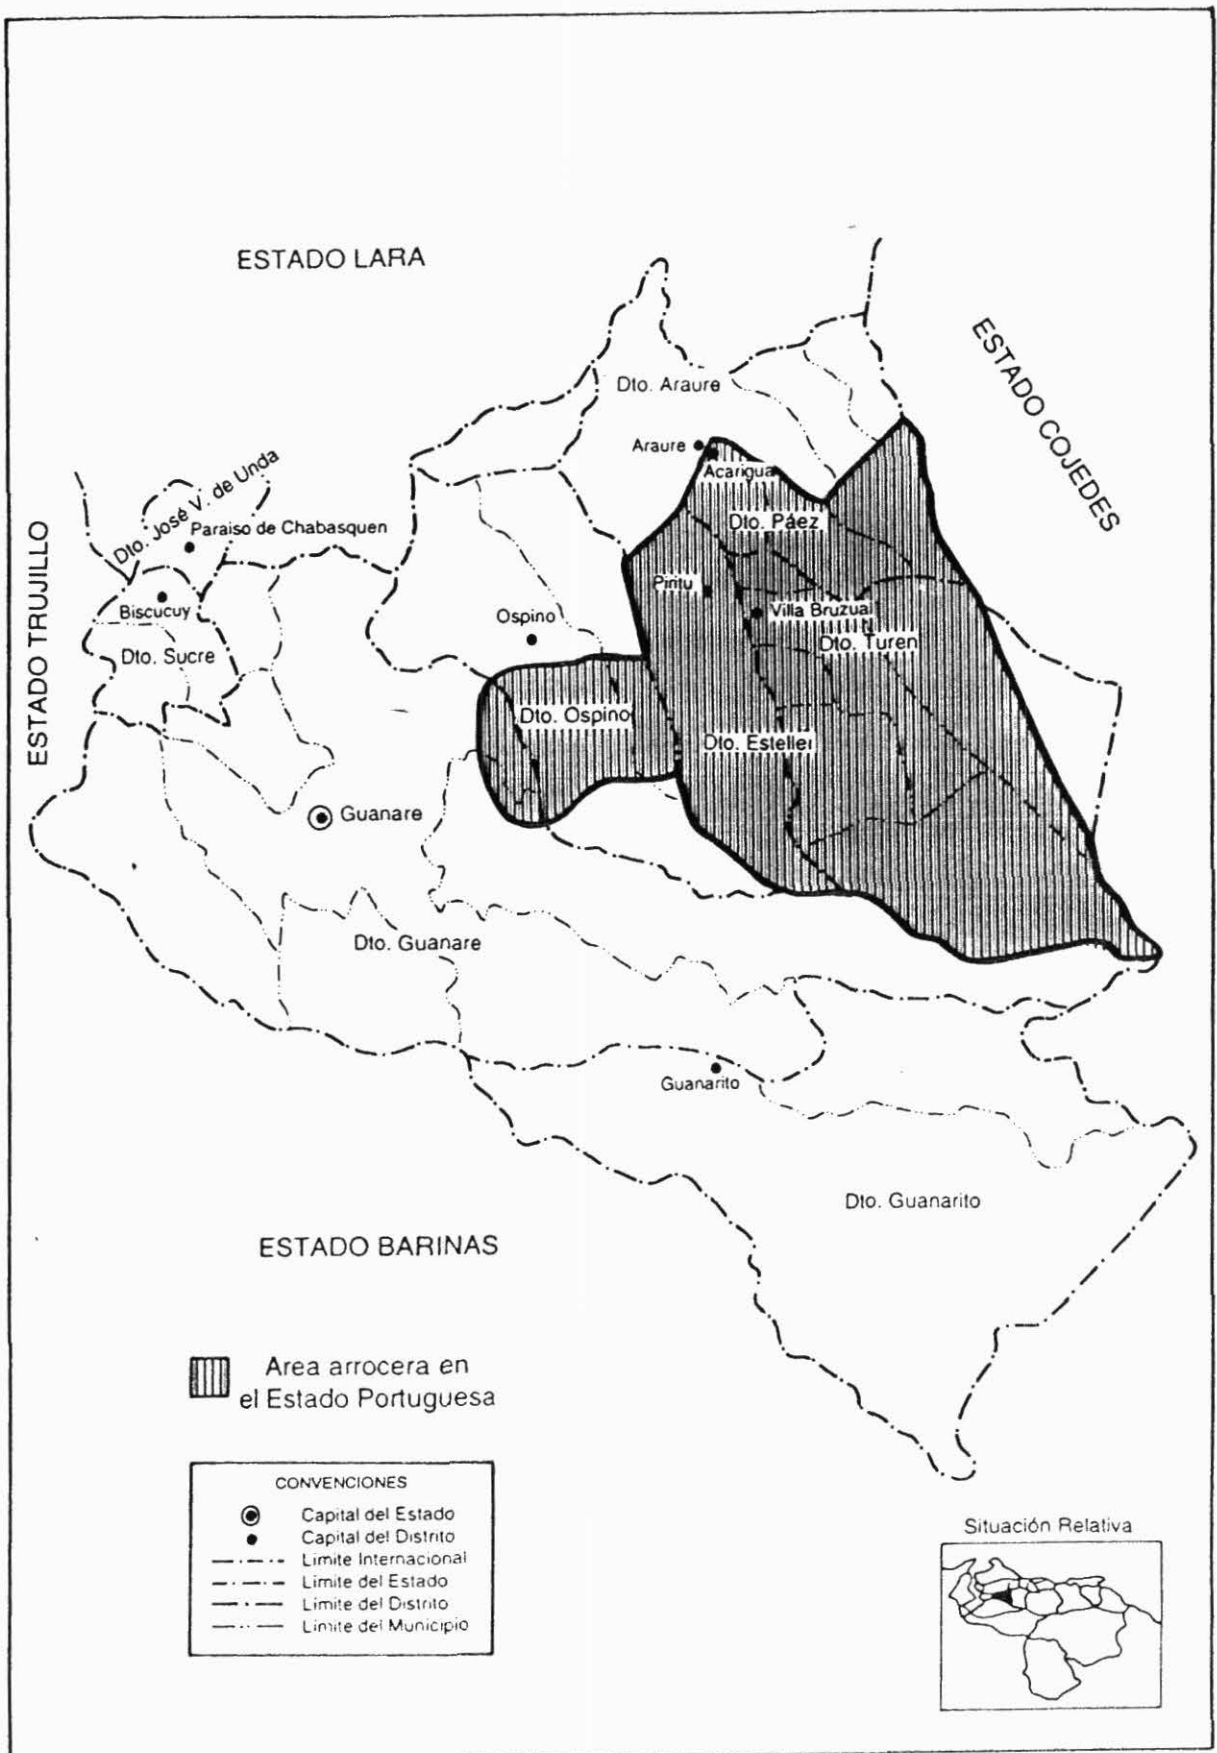 ESTADO LARA
ESTADO COJEDES
Dto. Araure
Araure
Acarigua
Dto. José V. de Unda
Paraiso de Chabasquen
ESTADO TRUJILLO
Dto. Páez
Piritu
Biscucuy
Villa Bruzual
Ospino
Dto. Turen
Dto. Sucre
Dto. Ospino
Dto. Esteller
Guanare
Dto. Guanare
Guanarito
Dto. Guanarito
ESTADO BARINAS
Area arrocera en
el Estado Portuguesa
CONVENCIONES
Capital del Estado
Capital del Distrito
Limite Internacional
Limite del Estado
Limite del Distrito
Limite del Municipio
Situación Relativa